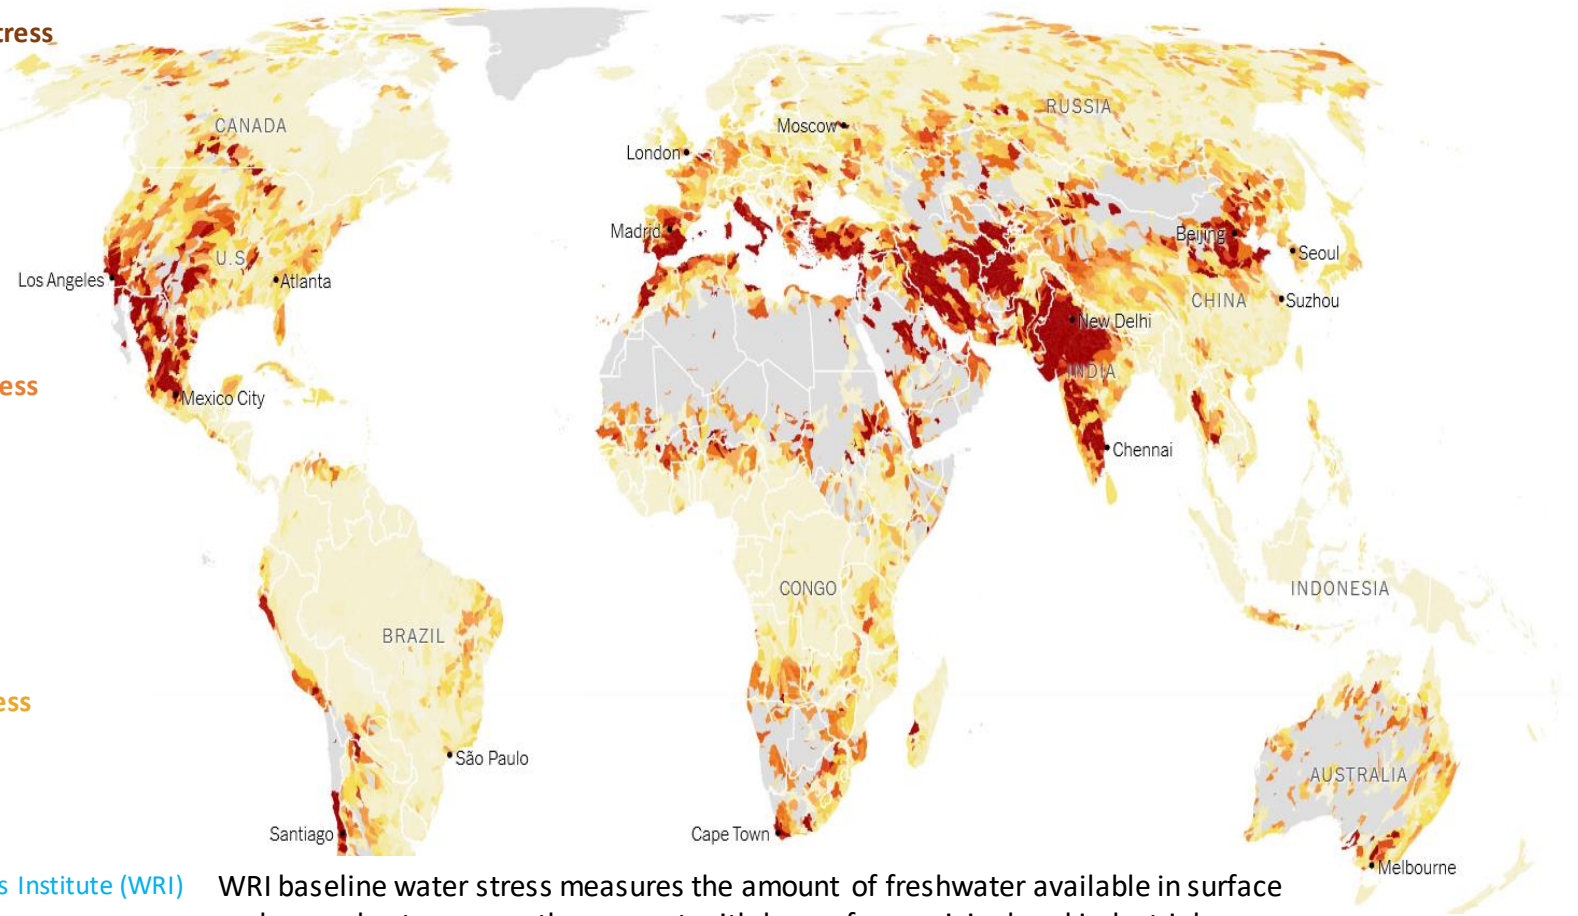 tress
CANADA
RUSSIA
Moscow
London
Madrid
Beijing
Seoul
Los Angeles
U.S.
Atlanta
CHINA
Suzhou
New Delhi
INDIA
Mexico City
ess
Chennai
CONGO
INDONESIA
BRAZIL
ess
São Paulo
AUSTRALIA
Santiago
Cape Town
Melbourne
s Institute (WRI)
WRI baseline water stress measures the amount of freshwater available in surface